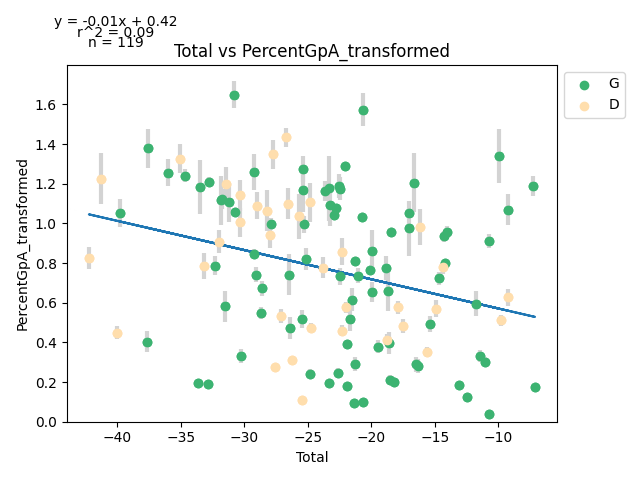 y = -0.01x + 0.42
r^2 = 0.09
n = 119
Total vs PercentGpA_transformed
G
D
PercentGpA_transformed
1.6
1.4
1.2
1.0
0.8
0.6
0.4
0.2
0.0
−40 −35 −30 −25 −20 −15 −10
Total